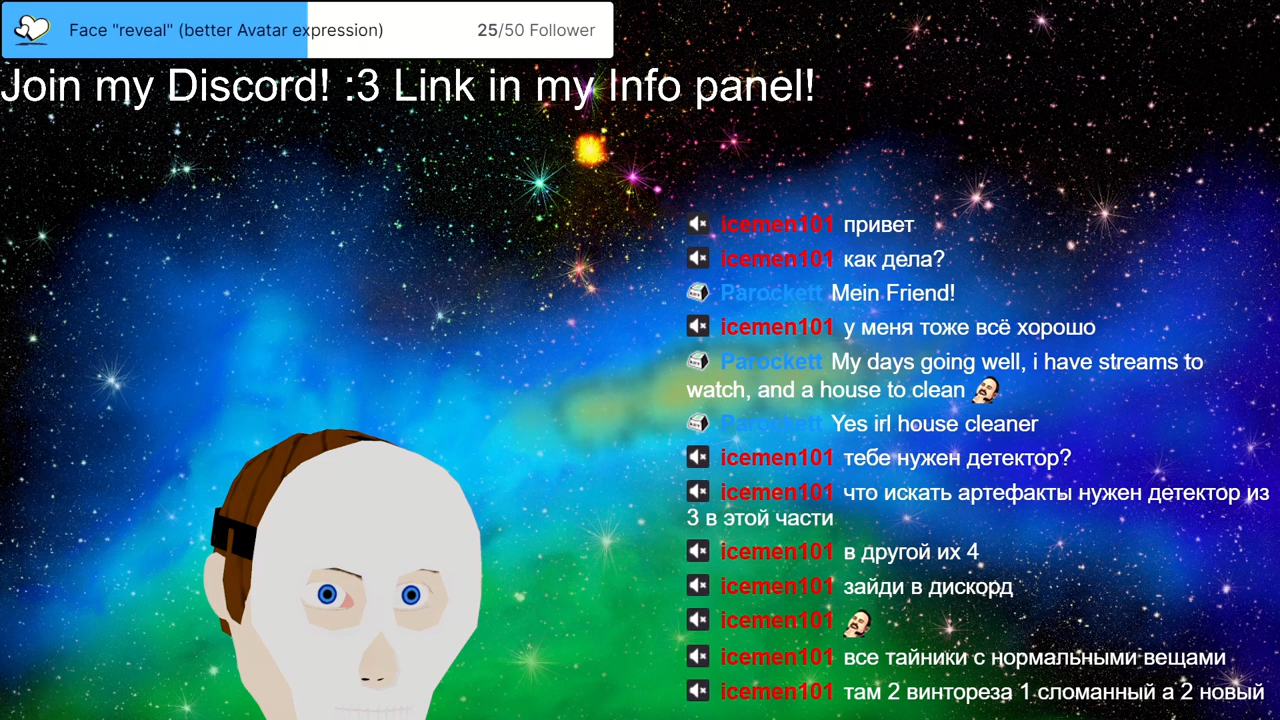 Face "reveal" (better Avatar expression) 25/50 Follower
Join my Discord! :3 Link in my Info panel!
icemen101 привет
icemen101 как дела?
Parockett Mein Friend!
icemen101 у меня тоже всё хорошо
Parockett My days going well, i have streams to
watch, and a house to clean
Parockett Yes irl house cleaner
icemen101 тебе нужен детектор?
icemen101 что искать артефакты нужен детектор из
3 в этой части
icemen101 в другой их 4
icemen101 зайди в дискорд
icemen101
icemen101 все тайники с нормальными вещами
icemen101 там 2 винтореза 1 сломанный а 2 новый